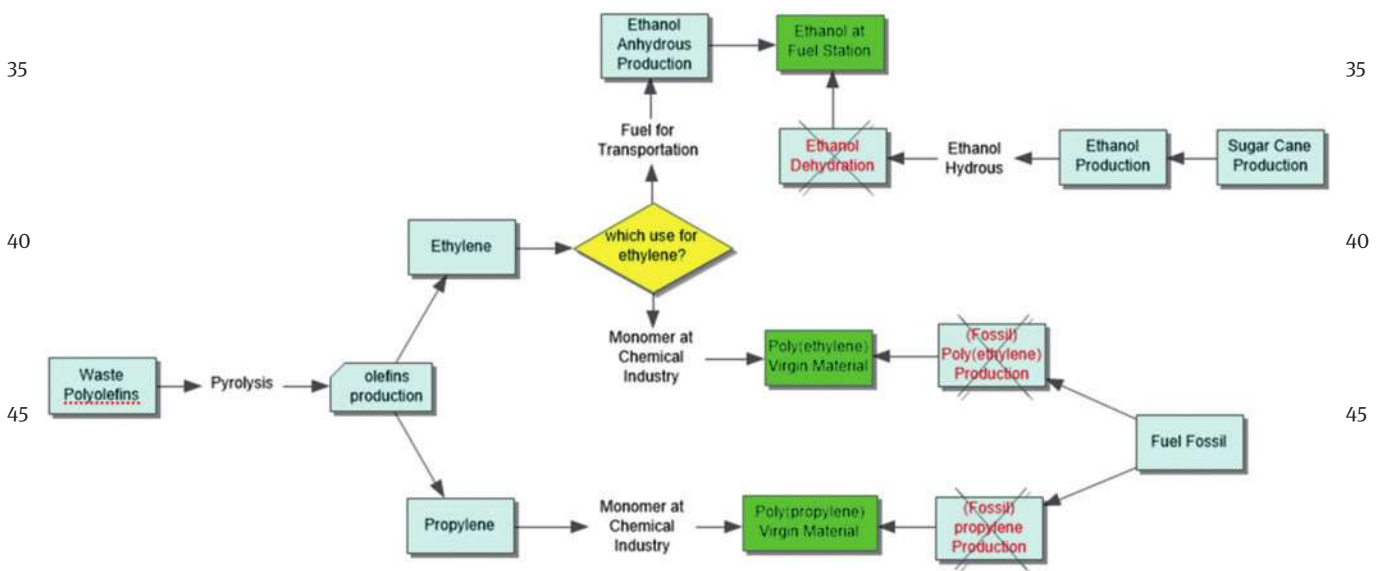 Ethanol
Anhydrous
Production
Ethanol at
Fuel Station
35
35
Fuel for
Transportation
Ethanol
Dehydration
Ethanol
Hydrous
Ethanol
Production
Sugar Cane
Production
40
Ethylene
which use for
ethylene?
40
Monomer at
Chemical
Industry
Poly(ethylene)
Virgin Material
(Fossil)
Poly(ethylene)
Production
Waste
Polyolefins
Pyrolysis
olefins
production
45
45
Fuel Fossil
Propylene
Monomer at
Chemical
Industry
Poly(propylene)
Virgin Material
(Fossil)
propylene
Production